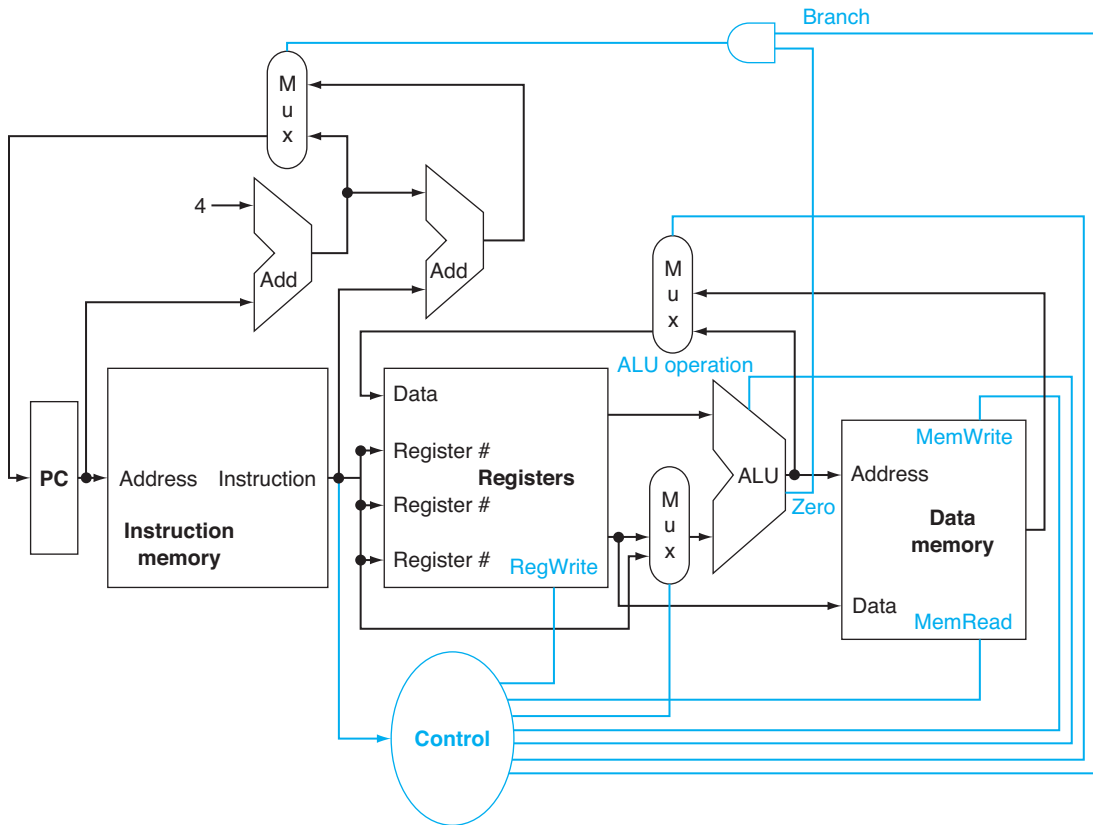 Branch
M
u
x
4
Add
Add
M
u
x
ALU operation
Data
Register #
Register #
Register #
Registers
RegWrite
PC
Address
Instruction
Instruction
memory
M
u
x
ALU
Zero
MemWrite
Address
Data
memory
Data
MemRead
Control